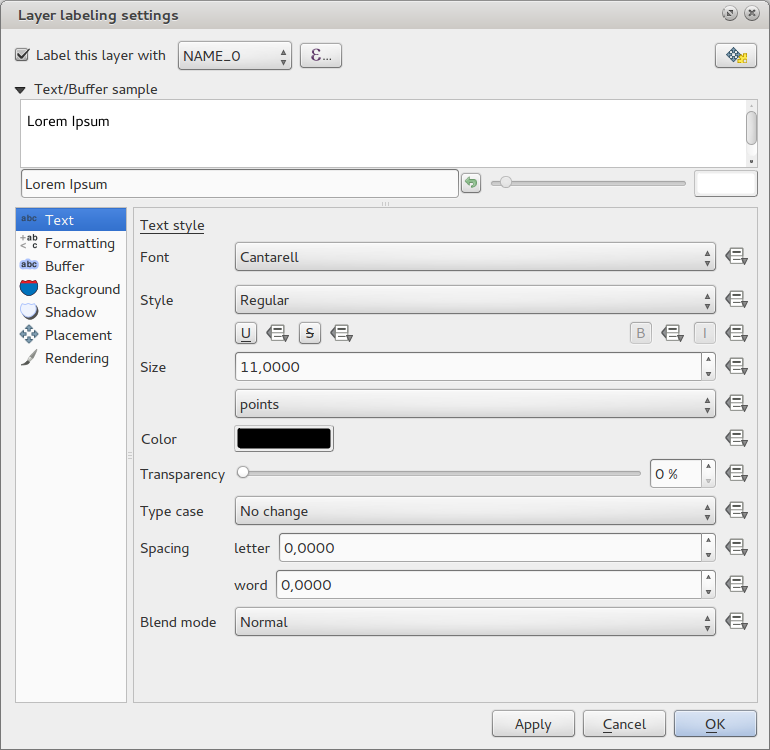 Layer labeling settings
Label this layer with NAME_0 ε...
Text/Buffer sample
Lorem Ipsum
Lorem Ipsum
abc Text
+ab < c Formatting
abc Buffer
Background
Shadow
Placement
Rendering
Text style
Font Cantarell
Style Regular
U S B I
Size 11,0000
points
Color
Transparency 0 %
Type case No change
Spacing letter 0,0000
word 0,0000
Blend mode Normal
Apply Cancel OK